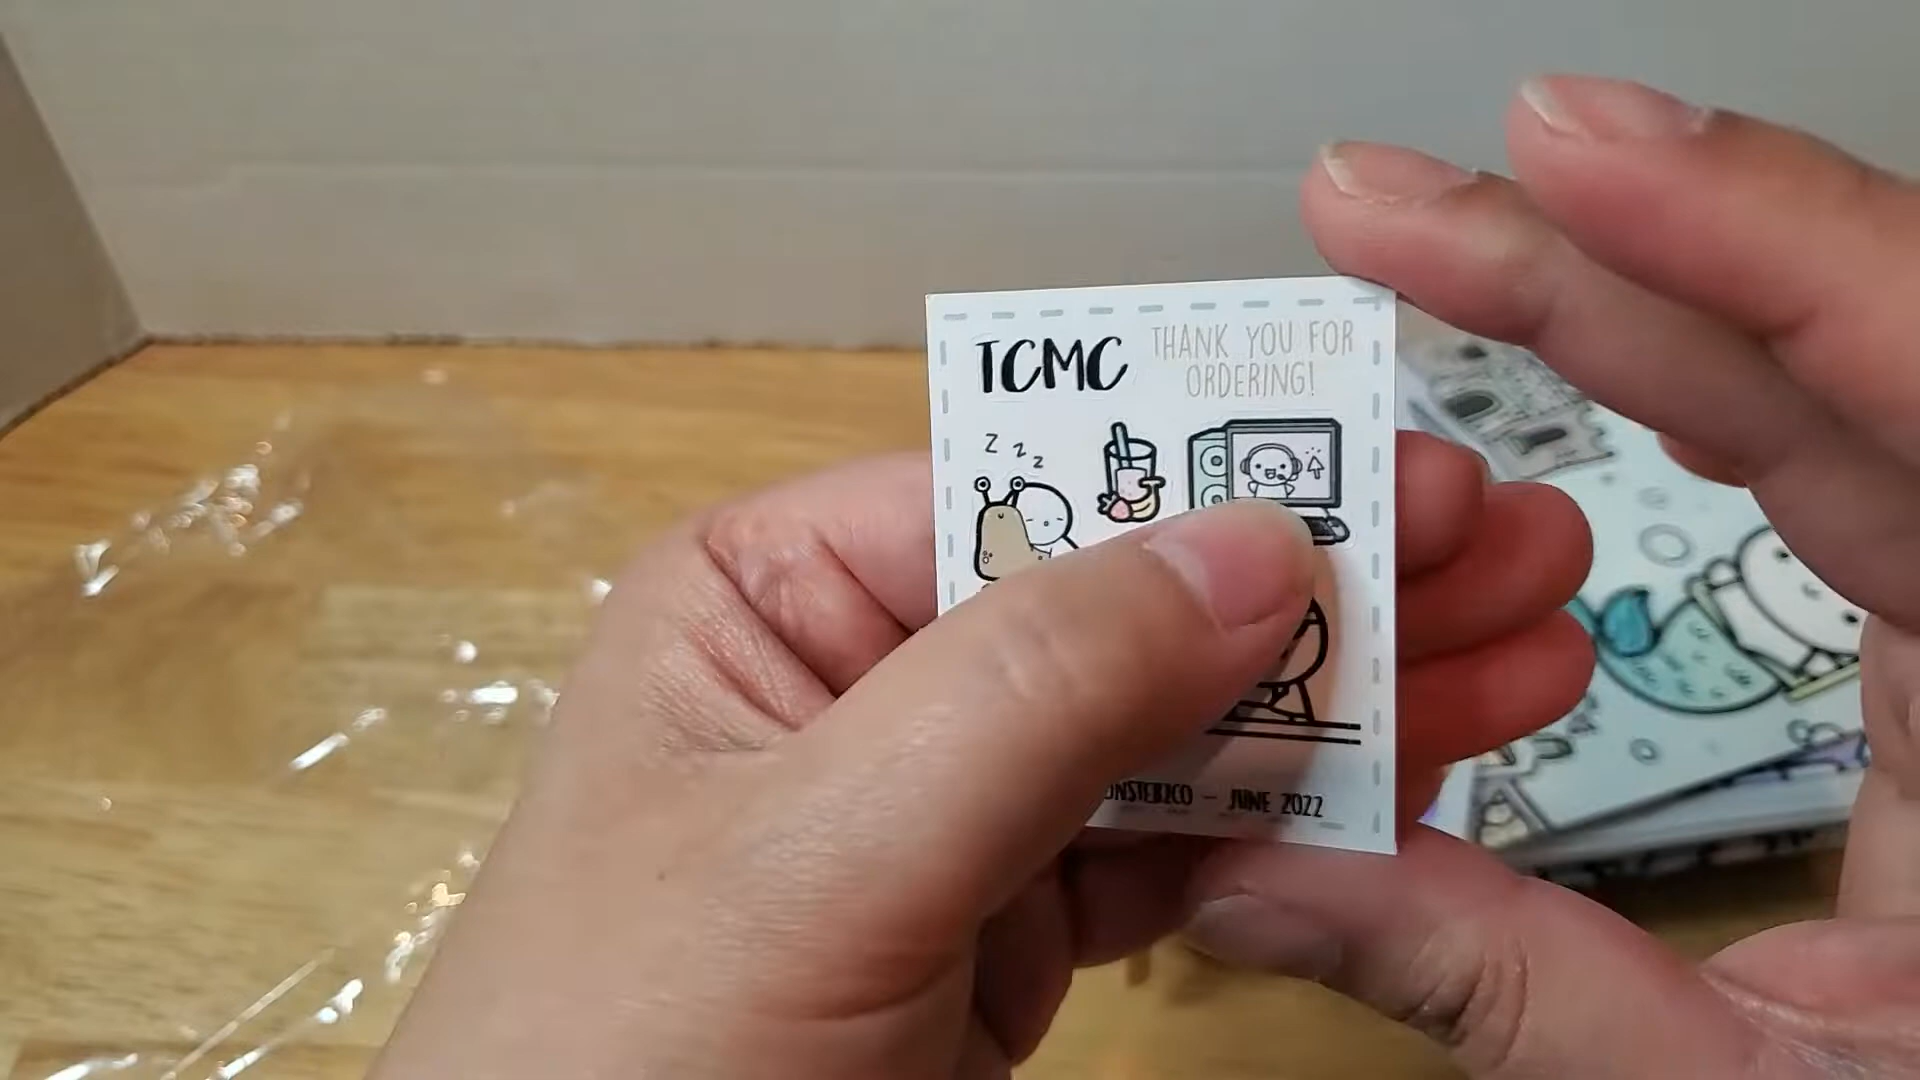 TCMC
THANK YOU FOR
ORDERING!
Z Z Z
- JUNE 2022